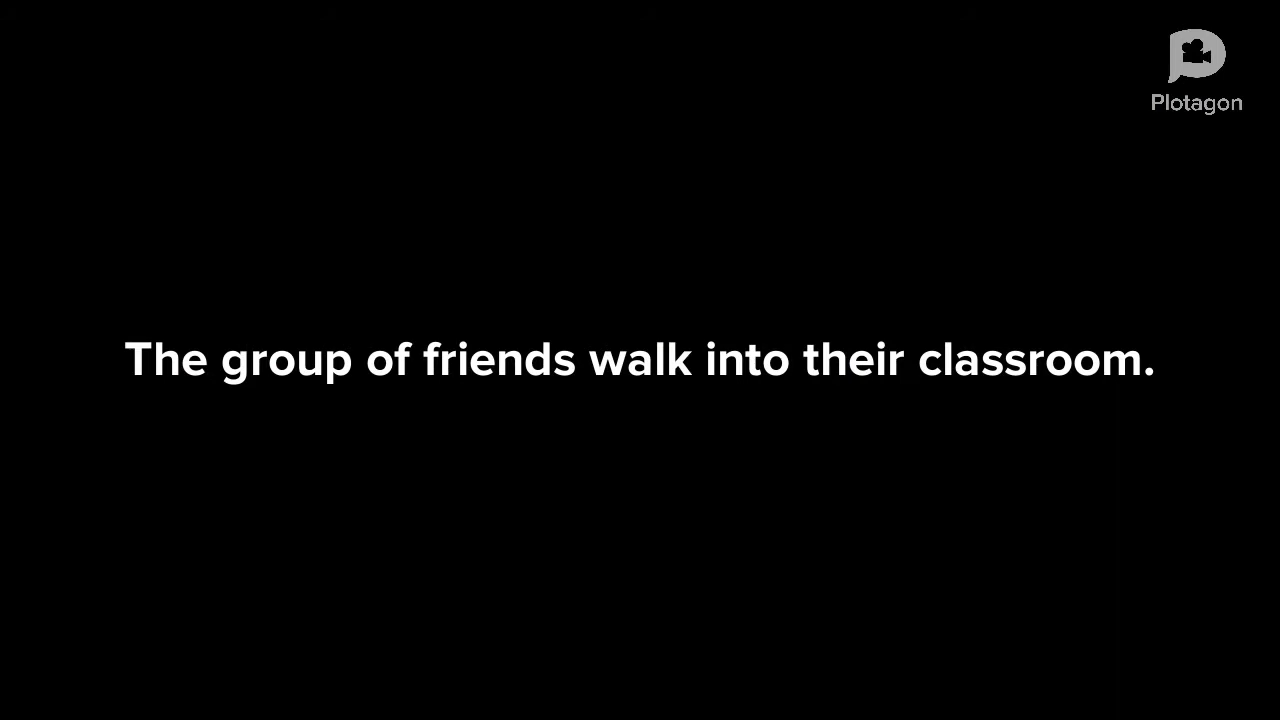 Plotagon
The group of friends walk into their classroom.